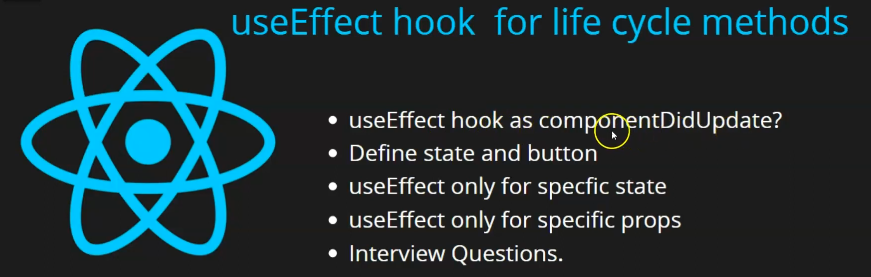 useEffect hook for life cycle methods
useEffect hook as componentDidUpdate?
Define state and button
useEffect only for specfic state
useEffect only for specific props
Interview Questions.